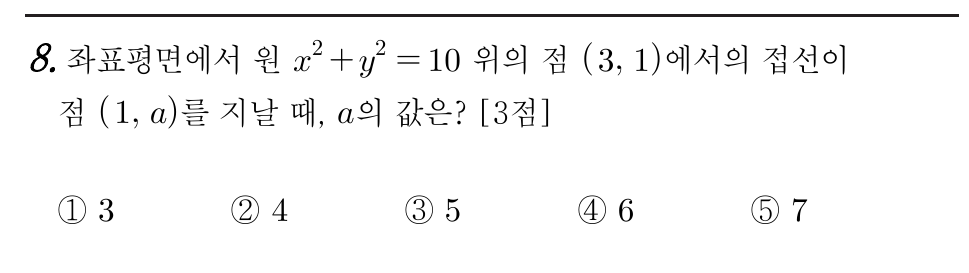 8. 좌표평면에서 원 x²+y²=10 위의 점 (3, 1)에서의 접선이
점 (1, a)를 지날 때, a의 값은? [3점]
① 3 ② 4 ③ 5 ④ 6 ⑤ 7